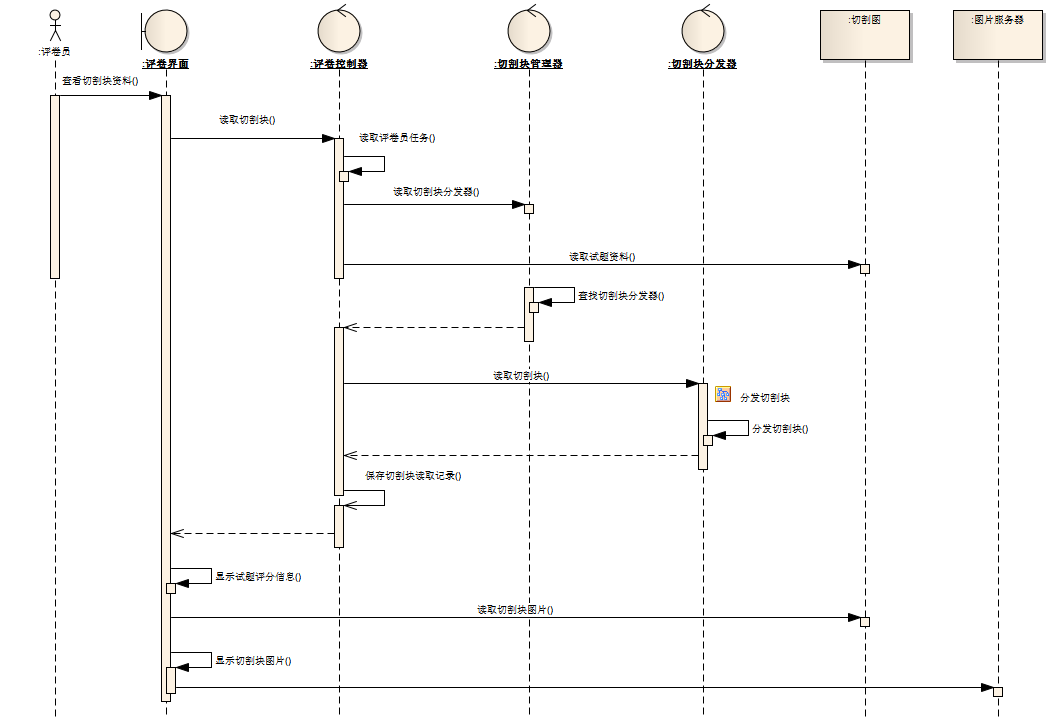 :评卷员
:评卷界面
:评卷控制器
:切割块管理器
:切割块分发器
:切割图
:图片服务器
查看切割块资料()
读取切割块()
读取评卷员任务()
读取切割块分发器()
读取试题资料()
查找切割块分发器()
读取切割块()
分发切割块
分发切割块()
保存切割块读取记录()
显示试题评分信息()
读取切割块图片()
显示切割块图片()